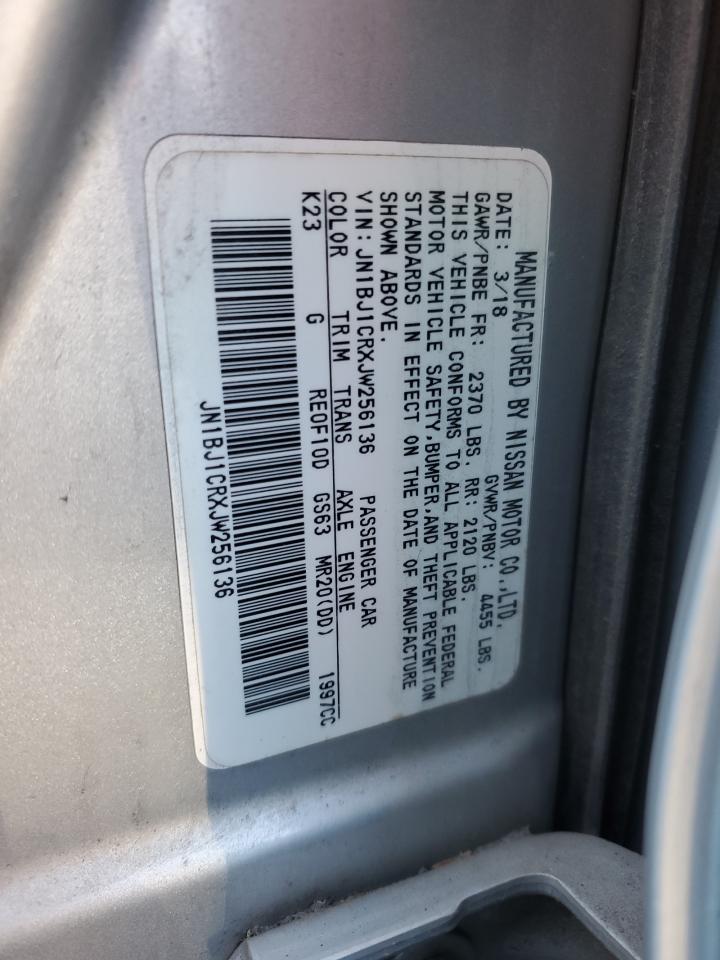 MANUFACTURED BY NISSAN MOTOR CO.,LTD.
DATE: 3/18 GVWR/PNBV: 4455 LBS.
GAWR/PNBE FR: 2370 LBS. RR: 2120 LBS.
THIS VEHICLE CONFORMS TO ALL APPLICABLE FEDERAL
MOTOR VEHICLE SAFETY,BUMPER,AND THEFT PREVENTION
STANDARDS IN EFFECT ON THE DATE OF MANUFACTURE
SHOWN ABOVE.
VIN: JN1BJ1CRXJW256136 PASSENGER CAR
COLOR TRIM TRANS AXLE ENGINE
K23 G RE0F10D GS63 MR20(DD) 1997CC
JN1BJ1CRXJW256136